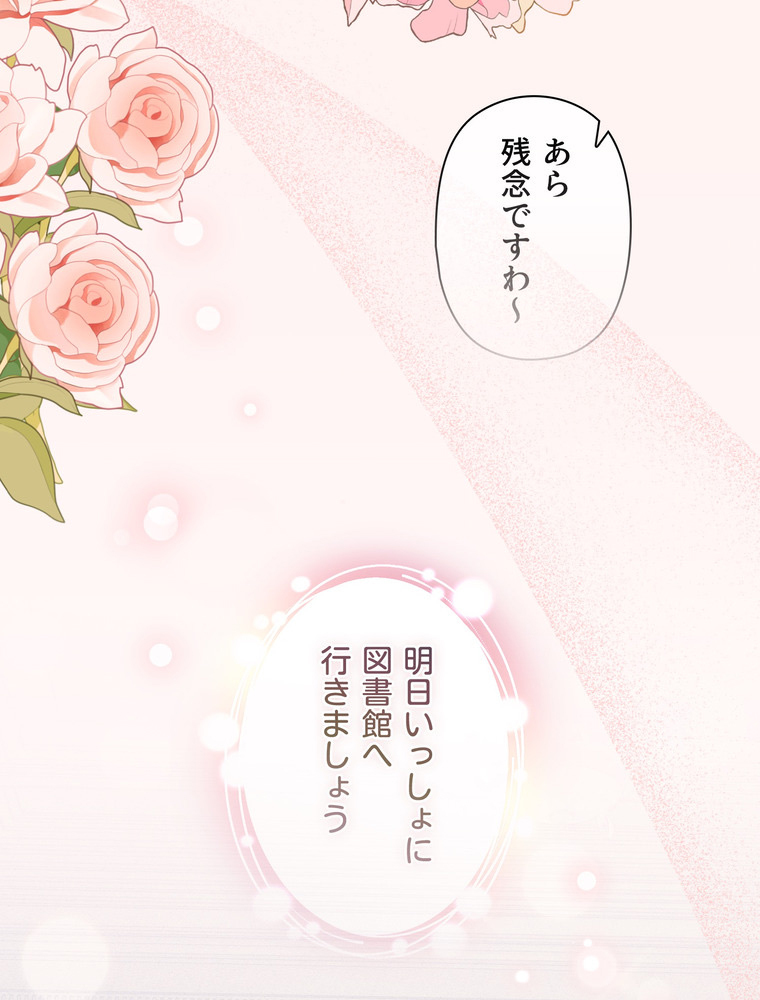 あら
残念ですわ～
明日いっしょに
図書館へ
行きましょう